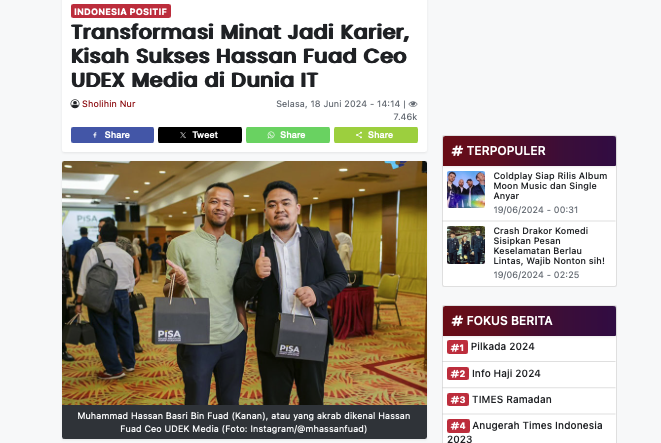 INDONESIA POSITIF
Transformasi Minat Jadi Karier,
Kisah Sukses Hassan Fuad Ceo
UDEX Media di Dunia IT
Sholihin Nur
Selasa, 18 Juni 2024 - 14:14 |
7.46k
Share
Tweet
Share
Share
PISA
PiSA
PISA
Muhammad Hassan Basri Bin Fuad (Kanan), atau yang akrab dikenal Hassan
Fuad Ceo UDEK Media (Foto: Instagram/@mhassanfuad)
# TERPOPULER
Coldplay Siap Rilis Album
Moon Music dan Single
Anyar
19/06/2024 - 00:31
Crash Drakor Komedi
Sisipkan Pesan
Keselamatan Berlau
Lintas, Wajib Nonton sih!
19/06/2024 - 02:25
# FOKUS BERITA
#1 Pilkada 2024
#2 Info Haji 2024
#3 TIMES Ramadan
#4 Anugerah Times Indonesia
2023